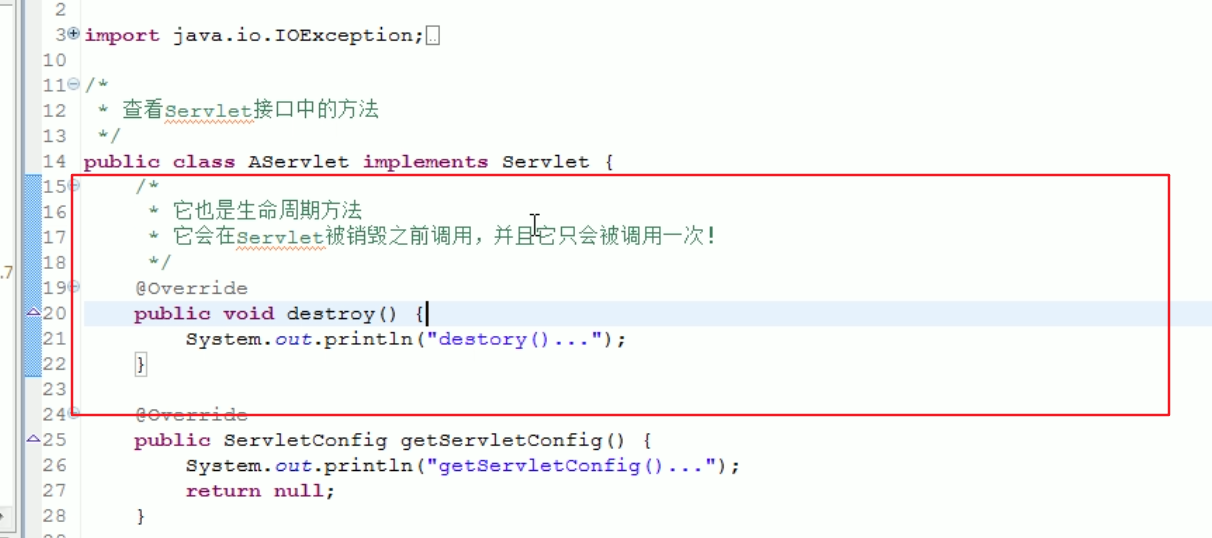 2
3 import java.io.IOException;
10
11 /*
12  * 查看Servlet接口中的方法
13  */
14 public class AServlet implements Servlet {
15     /*
16      * 它也是生命周期方法
17      * 它会在Servlet被销毁之前调用，并且它只会被调用一次！
18      */
.7
19     @Override
20     public void destroy() {
21         System.out.println("destory()...");
22     }
23
24     @Override
25     public ServletConfig getServletConfig() {
26         System.out.println("getServletConfig()...");
27         return null;
28     }